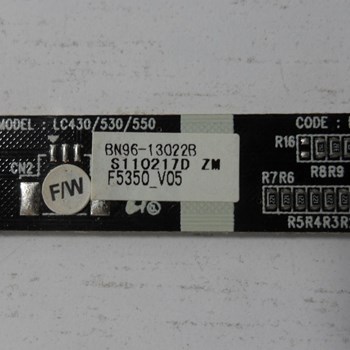 MODEL : LC430/530/550
CODE :
BN96-13022B
S110217D ZM
F5350_V05
CN2
F/W
R16
R8R9
R7R6
R5R4R3R